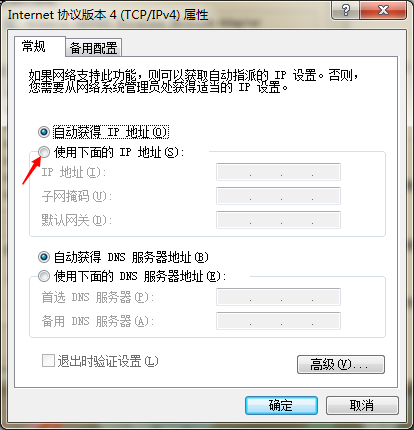 Internet 协议版本 4 (TCP/IPv4) 属性
常规
备用配置
如果网络支持此功能，则可以获取自动指派的 IP 设置。否则，
您需要从网络系统管理员处获得适当的 IP 设置。
自动获得 IP 地址(O)
使用下面的 IP 地址(S):
IP 地址(I):
子网掩码(U):
默认网关(D):
自动获得 DNS 服务器地址(B)
使用下面的 DNS 服务器地址(E):
首选 DNS 服务器(P):
备用 DNS 服务器(A):
退出时验证设置(L)
高级(V)...
确定
取消